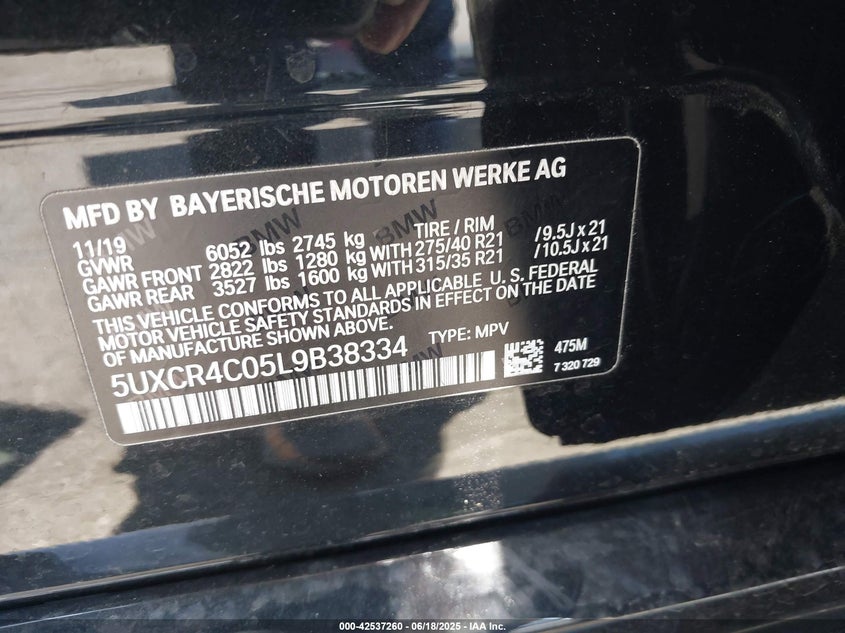 MFD BY BAYERISCHE MOTOREN WERKE AG
11/19 TIRE / RIM
GVWR 6052 lbs 2745 kg
GAWR FRONT 2822 lbs 1280 kg WITH 275/40 R21 /9.5J x 21
GAWR REAR 3527 lbs 1600 kg WITH 315/35 R21 /10.5J x 21
THIS VEHICLE CONFORMS TO ALL APPLICABLE U. S. FEDERAL
MOTOR VEHICLE SAFETY STANDARDS IN EFFECT ON THE DATE
OF MANUFACTURE SHOWN ABOVE.
TYPE: MPV
5UXCR4C05L9B38334
475M
7 320 729
000-42537260 - 06/18/2025 - IAA Inc.